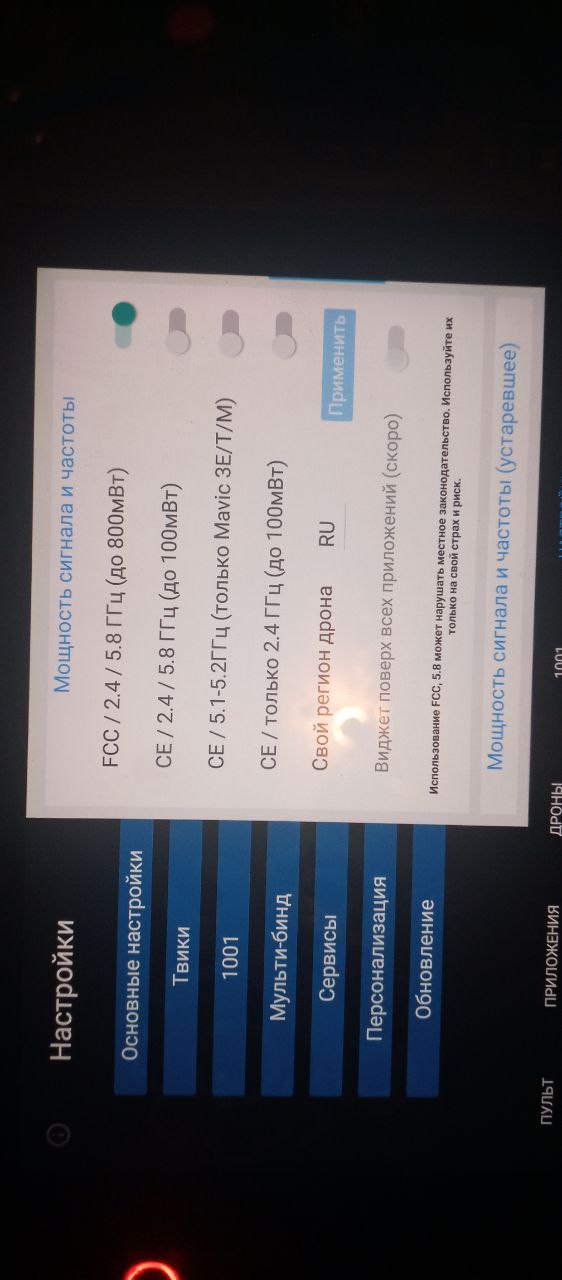 Настройки
Основные настройки
Твики
1001
Мульти-бинд
Сервисы
Персонализация
Обновление
Мощность сигнала и частоты
FCC / 2.4 / 5.8 ГГц (до 800мВт)
CE / 2.4 / 5.8 ГГц (до 100мВт)
CE / 5.1-5.2ГГц (только Mavic 3E/T/M)
CE / только 2.4 ГГц (до 100мВт)
Свой регион дрона RU Применить
Виджет поверх всех приложений (скоро)
Использование FCC, 5.8 может нарушать местное законодательство. Используйте их
только на свой страх и риск.
Мощность сигнала и частоты (устаревшее)
ПУЛЬТ ПРИЛОЖЕНИЯ ДРОНЫ 1001